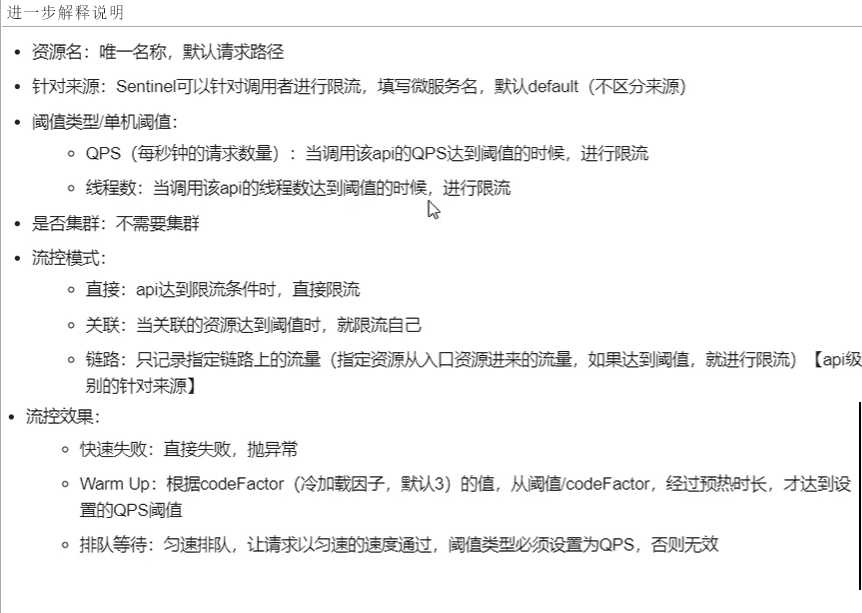 进一步解释说明
• 资源名：唯一名称，默认请求路径
• 针对来源：Sentinel可以针对调用者进行限流，填写微服务名，默认default（不区分来源）
• 阈值类型/单机阈值：
◦ QPS（每秒钟的请求数量）：当调用该api的QPS达到阈值的时候，进行限流
◦ 线程数：当调用该api的线程数达到阈值的时候，进行限流
• 是否集群：不需要集群
• 流控模式：
◦ 直接：api达到限流条件时，直接限流
◦ 关联：当关联的资源达到阈值时，就限流自己
◦ 链路：只记录指定链路上的流量（指定资源从入口资源进来的流量，如果达到阈值，就进行限流）【api级
别的针对来源】
• 流控效果：
◦ 快速失败：直接失败，抛异常
◦ Warm Up：根据codeFactor（冷加载因子，默认3）的值，从阈值/codeFactor，经过预热时长，才达到设
置的QPS阈值
◦ 排队等待：匀速排队，让请求以匀速的速度通过，阈值类型必须设置为QPS，否则无效